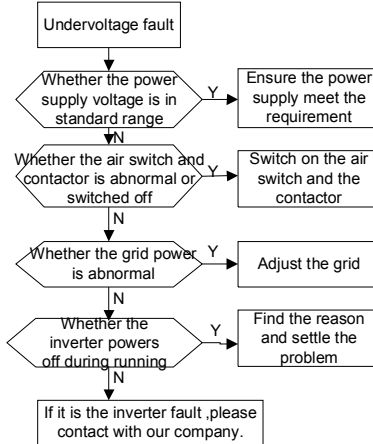 Undervoltage fault
Whether the power
supply voltage is in
standard range
Y
Ensure the power
supply meet the
requirement
N
Whether the air switch and
contactor is abnormal or
switched off
Y
Switch on the air
switch and the
contactor
N
Whether the grid power
is abnormal
Y
Adjust the grid
N
Whether the
inverter powers
off during running
Y
Find the reason
and settle the
problem
N
If it is the inverter fault ,please
contact with our company.